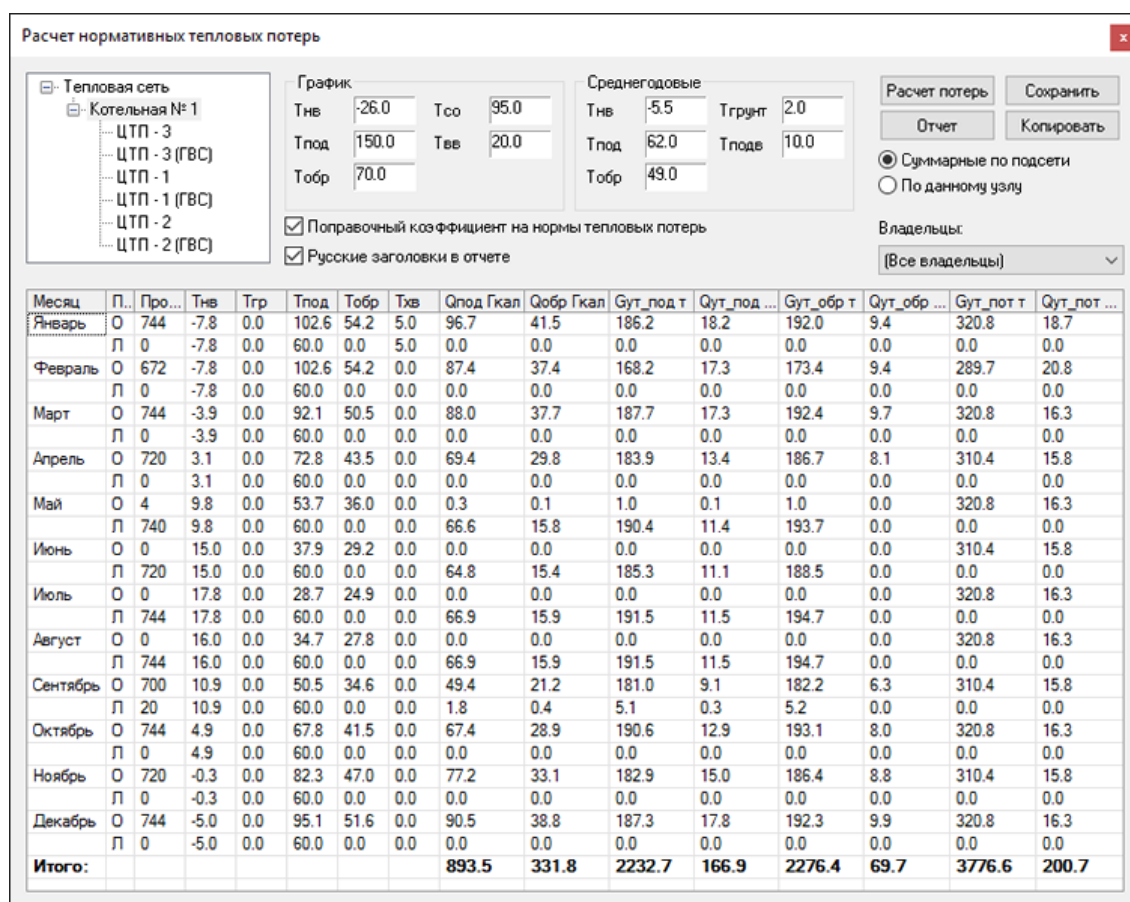 Расчет нормативных тепловых потерь
x
Тепловая сеть
Котельная № 1
ЦТП - 3
ЦТП - 3 (ГВС)
ЦТП - 1
ЦТП - 1 (ГВС)
ЦТП - 2
ЦТП - 2 (ГВС)
График
Тнв -26.0 Тсо 95.0
Тпод 150.0 Твв 20.0
Тобр 70.0
Среднегодовые
Тнв -5.5 Тгрунт 2.0
Тпод 62.0 Тподв 10.0
Тобр 49.0
Расчет потерь Сохранить
Отчет Копировать
Суммарные по подсети
По данному узлу
Поправочный коэффициент на нормы тепловых потерь
Русские заголовки в отчете
Владельцы:
(Все владельцы)
Месяц П.. Про... Тнв Тгр Тпод Тобр Тхв Qпод Гкал Qобр Гкал Gут_под т Qут_под ... Gут_обр т Qут_обр ... Gут_пот т Qут_пот ...
Январь О 744 -7.8 0.0 102.6 54.2 5.0 96.7 41.5 186.2 18.2 192.0 9.4 320.8 18.7
Л 0 -7.8 0.0 60.0 0.0 5.0 0.0 0.0 0.0 0.0 0.0 0.0 0.0 0.0
Февраль О 672 -7.8 0.0 102.6 54.2 0.0 87.4 37.4 168.2 17.3 173.4 9.4 289.7 20.8
Л 0 -7.8 0.0 60.0 0.0 0.0 0.0 0.0 0.0 0.0 0.0 0.0 0.0 0.0
Март О 744 -3.9 0.0 92.1 50.5 0.0 88.0 37.7 187.7 17.3 192.4 9.7 320.8 16.3
Л 0 -3.9 0.0 60.0 0.0 0.0 0.0 0.0 0.0 0.0 0.0 0.0 0.0 0.0
Апрель О 720 3.1 0.0 72.8 43.5 0.0 69.4 29.8 183.9 13.4 186.7 8.1 310.4 15.8
Л 0 3.1 0.0 60.0 0.0 0.0 0.0 0.0 0.0 0.0 0.0 0.0 0.0 0.0
Май О 4 9.8 0.0 53.7 36.0 0.0 0.3 0.1 1.0 0.1 1.0 0.0 320.8 16.3
Л 740 9.8 0.0 60.0 0.0 0.0 66.6 15.8 190.4 11.4 193.7 0.0 0.0 0.0
Июнь О 0 15.0 0.0 37.9 29.2 0.0 0.0 0.0 0.0 0.0 0.0 0.0 310.4 15.8
Л 720 15.0 0.0 60.0 0.0 0.0 64.8 15.4 185.3 11.1 188.5 0.0 0.0 0.0
Июль О 0 17.8 0.0 28.7 24.9 0.0 0.0 0.0 0.0 0.0 0.0 0.0 320.8 16.3
Л 744 17.8 0.0 60.0 0.0 0.0 66.9 15.9 191.5 11.5 194.7 0.0 0.0 0.0
Август О 0 16.0 0.0 34.7 27.8 0.0 0.0 0.0 0.0 0.0 0.0 0.0 320.8 16.3
Л 744 16.0 0.0 60.0 0.0 0.0 66.9 15.9 191.5 11.5 194.7 0.0 0.0 0.0
Сентябрь О 700 10.9 0.0 50.5 34.6 0.0 49.4 21.2 181.0 9.1 182.2 6.3 310.4 15.8
Л 20 10.9 0.0 60.0 0.0 0.0 1.8 0.4 5.1 0.3 5.2 0.0 0.0 0.0
Октябрь О 744 4.9 0.0 67.8 41.5 0.0 67.4 28.9 190.6 12.9 193.1 8.0 320.8 16.3
Л 0 4.9 0.0 60.0 0.0 0.0 0.0 0.0 0.0 0.0 0.0 0.0 0.0 0.0
Ноябрь О 720 -0.3 0.0 82.3 47.0 0.0 77.2 33.1 182.9 15.0 186.4 8.8 310.4 15.8
Л 0 -0.3 0.0 60.0 0.0 0.0 0.0 0.0 0.0 0.0 0.0 0.0 0.0 0.0
Декабрь О 744 -5.0 0.0 95.1 51.6 0.0 90.5 38.8 187.3 17.8 192.3 9.9 320.8 16.3
Л 0 -5.0 0.0 60.0 0.0 0.0 0.0 0.0 0.0 0.0 0.0 0.0 0.0 0.0
Итого: 893.5 331.8 2232.7 166.9 2276.4 69.7 3776.6 200.7